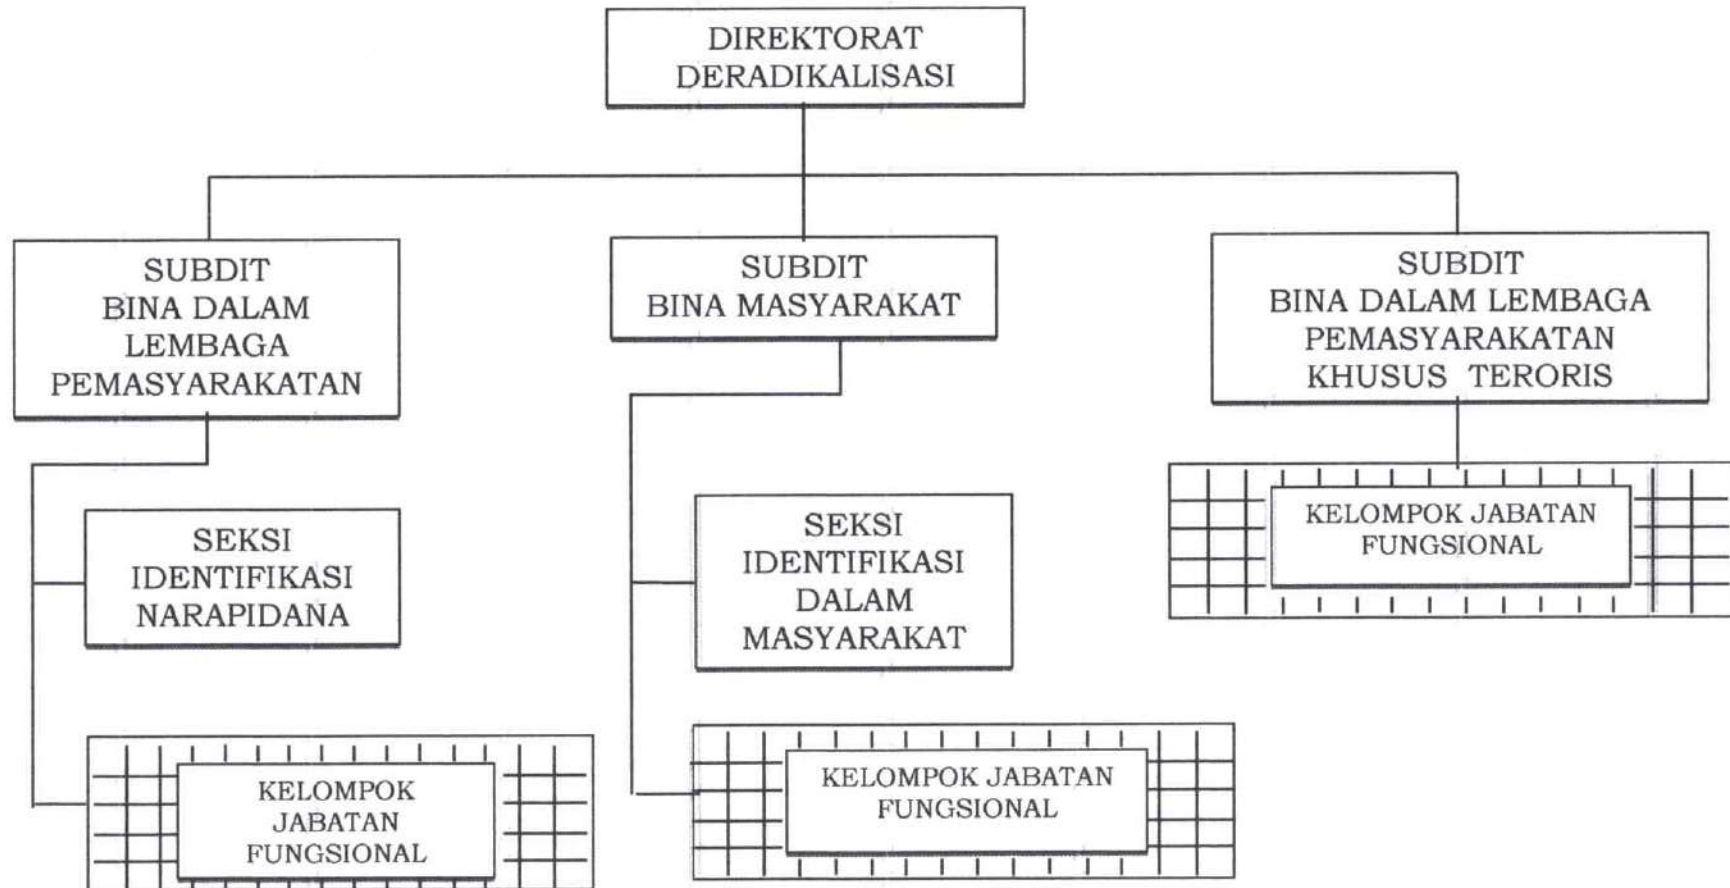 DIREKTORAT
DERADIKALISASI
SUBDIT
BINA DALAM
LEMBAGA
PEMASYARAKATAN
SUBDIT
BINA MASYARAKAT
SUBDIT
BINA DALAM LEMBAGA
PEMASYARAKATAN
KHUSUS TERORIS
SEKSI
IDENTIFIKASI
NARAPIDANA
SEKSI
IDENTIFIKASI
DALAM
MASYARAKAT
KELOMPOK JABATAN
FUNGSIONAL
KELOMPOK
JABATAN
FUNGSIONAL
KELOMPOK JABATAN
FUNGSIONAL